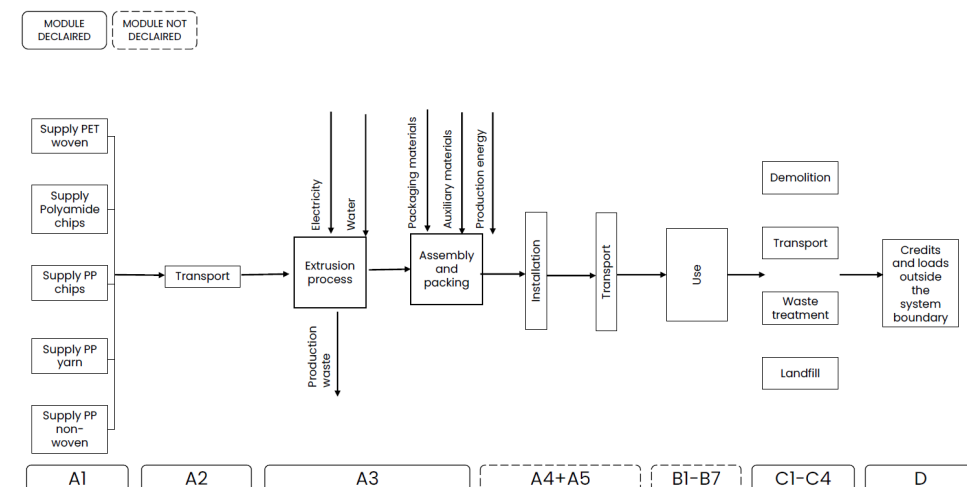 MODULE
DECLAIRED
MODULE NOT
DECLAIRED
Supply PET
woven
Supply
Polyamide
chips
Supply PP
chips
Supply PP
yarn
Supply PP
non-
woven
Transport
Electricity
Water
Extrusion
process
Production
waste
Packaging materials
Auxiliary materials
Production energy
Assembly
and
packing
Installation
Transport
Use
Demolition
Transport
Waste
treatment
Landfill
Credits
and loads
outside
the
system
boundary
A1
A2
A3
A4+A5
B1-B7
C1-C4
D